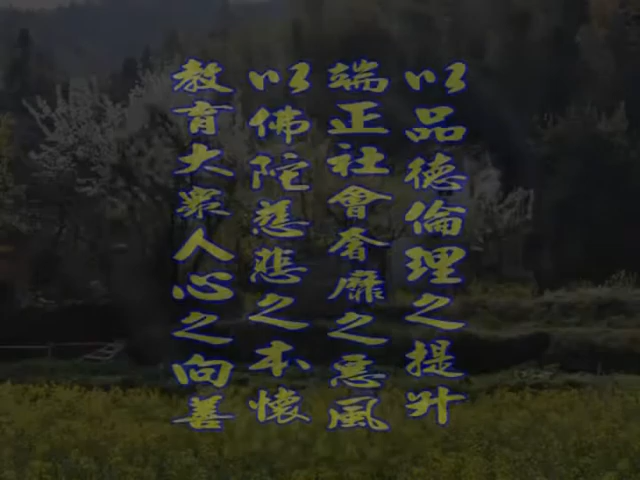 以品德倫理之提升
端正社會奢靡之惡風
以佛陀慈悲之本懷
教育大眾人心之向善